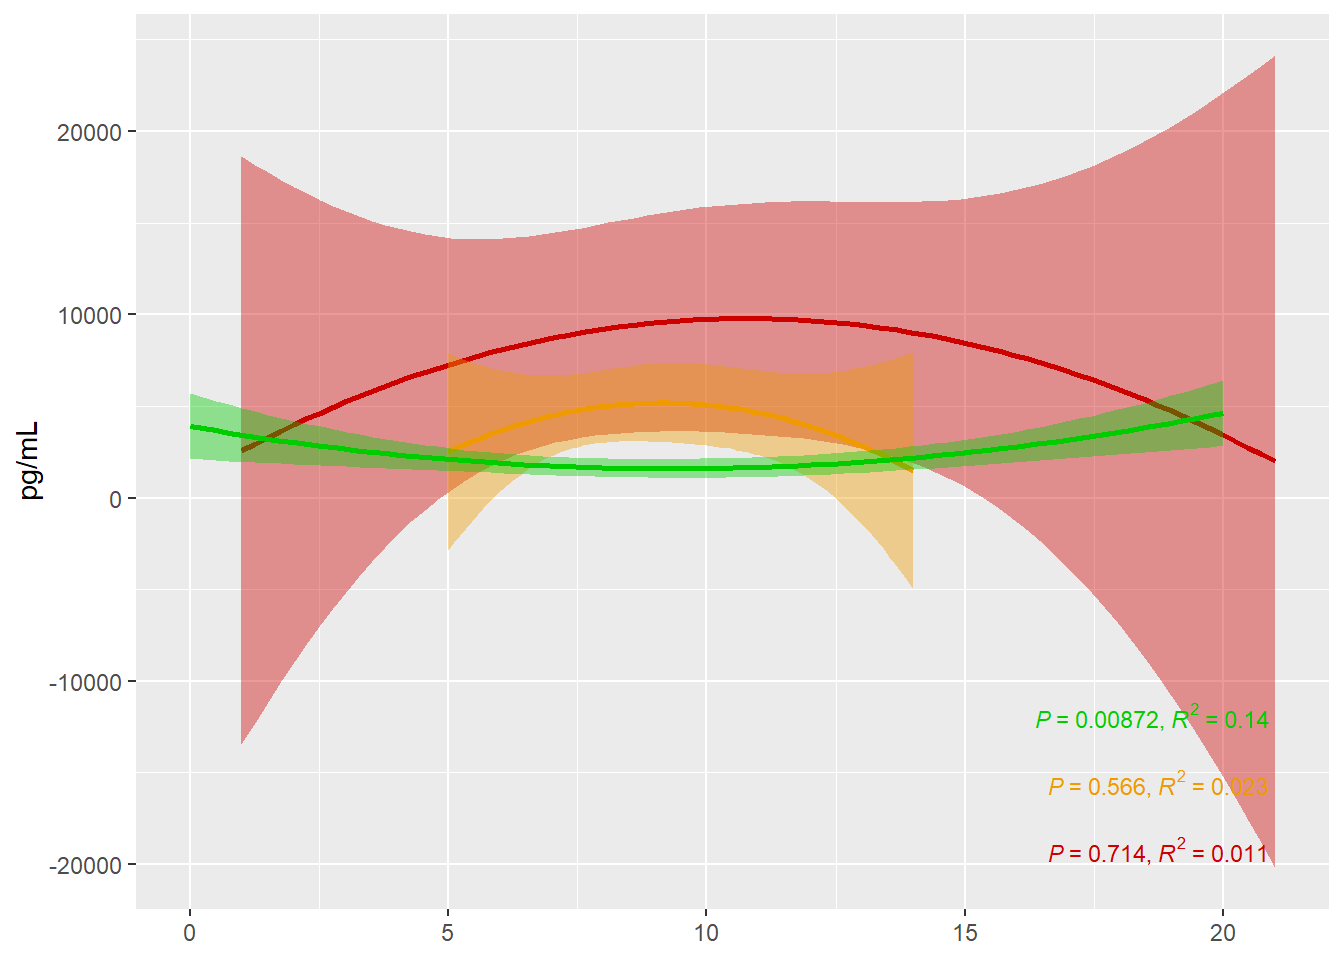 20000
10000
0
-10000
-20000
pg/mL
P = 0.00872, R² = 0.14
P = 0.566, R² = 0.023
P = 0.714, R² = 0.011
0 5 10 15 20